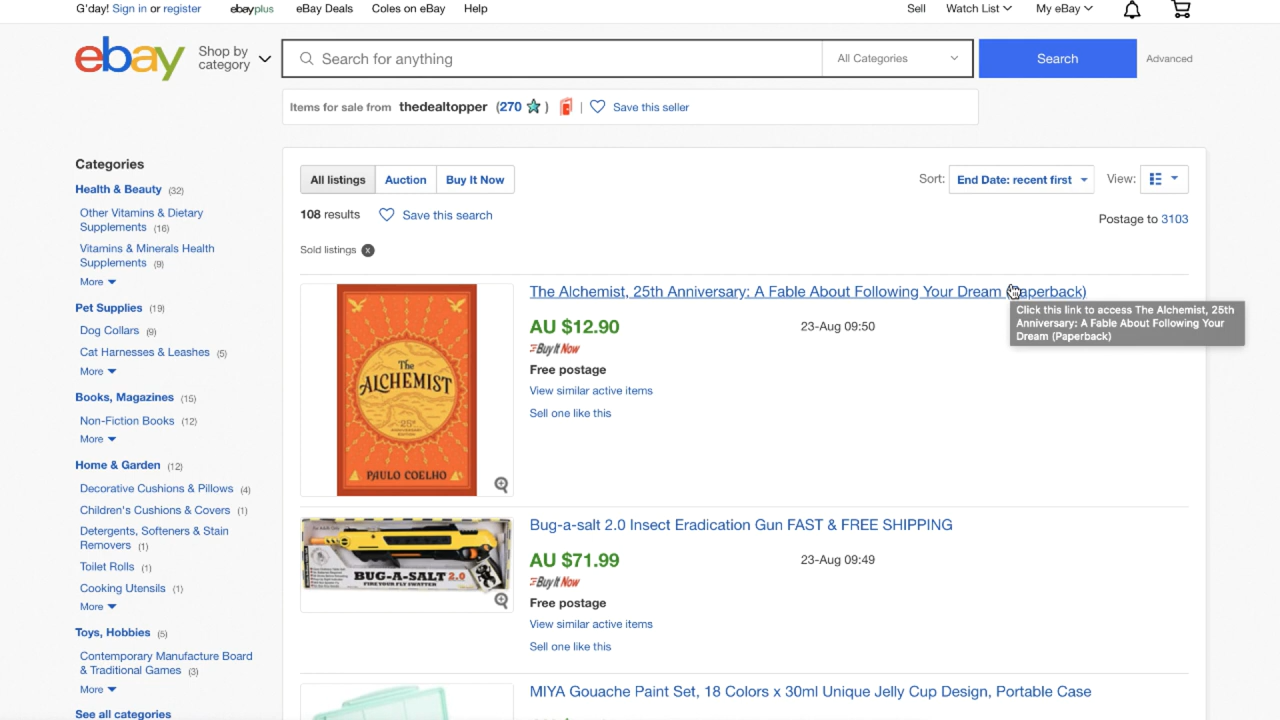 G'day! Sign in or register
ebayplus
eBay Deals
Coles on eBay
Help
Sell
Watch List
My eBay
ebay
Shop by
category
Search for anything
All Categories
Search
Advanced
Items for sale from thedealtopper (270 ) | Save this seller
Categories
Health & Beauty (32)
Other Vitamins & Dietary
Supplements (16)
Vitamins & Minerals Health
Supplements (9)
More
Pet Supplies (19)
Dog Collars (9)
Cat Harnesses & Leashes (5)
More
Books, Magazines (15)
Non-Fiction Books (12)
More
Home & Garden (12)
Decorative Cushions & Pillows (4)
Children's Cushions & Covers (1)
Detergents, Softeners & Stain
Removers (1)
Toilet Rolls (1)
Cooking Utensils (1)
More
Toys, Hobbies (5)
Contemporary Manufacture Board
& Traditional Games (3)
More
See all categories
All listings
Auction
Buy It Now
Sort: End Date: recent first
View:
108 results
Save this search
Postage to 3103
Sold listings x
The Alchemist, 25th Anniversary: A Fable About Following Your Dream (Paperback)
Click this link to access The Alchemist, 25th
Anniversary: A Fable About Following Your
Dream (Paperback)
AU $12.90
23-Aug 09:50
Buy It Now
Free postage
View similar active items
Sell one like this
The
ALCHEMIST
25th
ANNIVERSARY
EDITION
PAULO COELHO
Bug-a-salt 2.0 Insect Eradication Gun FAST & FREE SHIPPING
AU $71.99
23-Aug 09:49
Buy It Now
Free postage
View similar active items
Sell one like this
BUG-A-SALT 2.0
FIRE YOUR FLY SWATTER
MIYA Gouache Paint Set, 18 Colors x 30ml Unique Jelly Cup Design, Portable Case